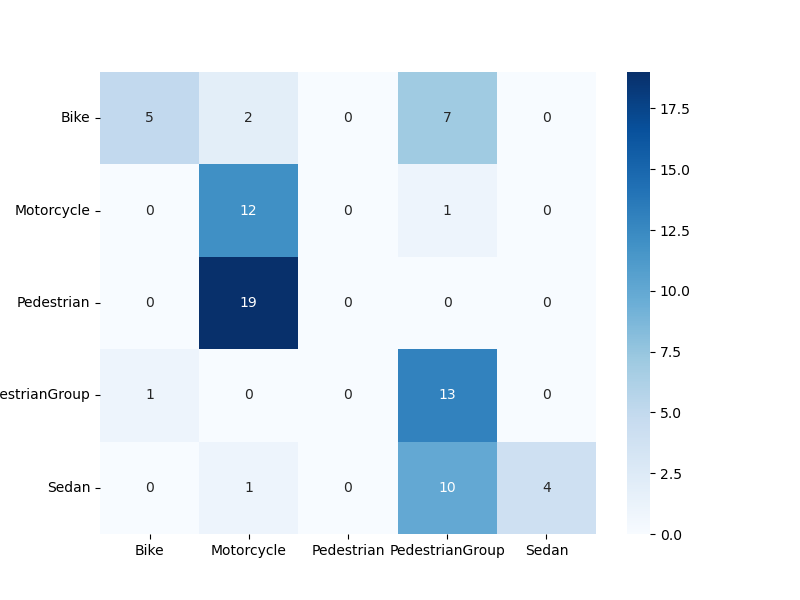 Bike 5 2 0 7 0
Motorcycle 0 12 0 1 0
Pedestrian 0 19 0 0 0
estrianGroup 1 0 0 13 0
Sedan 0 1 0 10 4
Bike Motorcycle Pedestrian PedestrianGroup Sedan
17.5
15.0
12.5
10.0
7.5
5.0
2.5
0.0